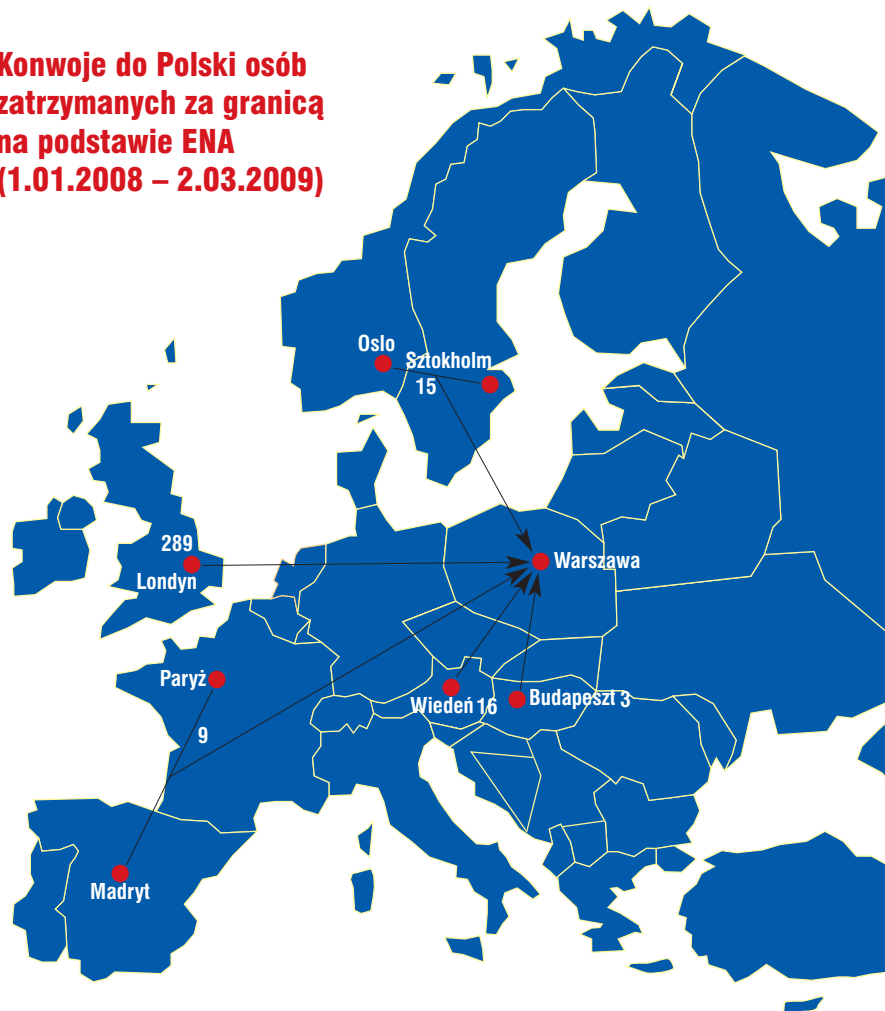 Konwoje do Polski osób
zatrzymanych za granicą
na podstawie ENA
(1.01.2008 – 2.03.2009)
Oslo
Sztokholm
15
289
Londyn
Warszawa
Paryż
Wiedeń 16
Budapeszt 3
9
Madryt